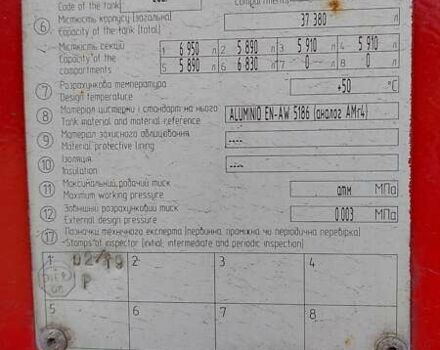 Code of the tank
6 Місткість корпусу (загальна) 37 380 л
Capacity of the tank (total)
Місткість секцій 1 6 950 л 2 5 890 л 3 5 910 л 4 5 910 л
Capacity of the compartments 5 5 890 л 6 6 830 л 7 0 л 8 0 л
7 Розрахункова температура +50 °C
Design temperature
8 Матеріал цистерни і стандарт на нього ALUMINIO EN-AW 5186 (аналог АМг4)
Tank material and material reference
9 Матеріал захисного облицювання ----
Material protective lining
10 Ізоляція ----
Insulation
11 Максимальний робочий тиск атм МПа
Maximum working pressure
12 Зовнішній розрахунковий тиск 0.003 МПа
External design pressure
17 Позначки технічного експерта (первинна, проміжна чи періодична перевірка)
Stamps of inspector (initial, intermediate and periodic inspection)
1 02/19 2 3 4
P
5 6 7 8